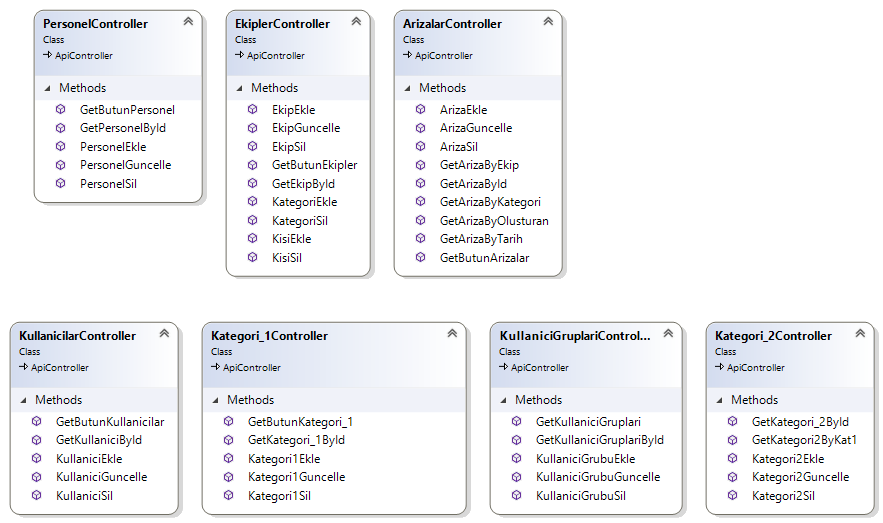 PersonelController
Class
ApiController
Methods
GetButunPersonel
GetPersonelById
PersonelEkle
PersonelGuncelle
PersonelSil
EkiplerController
Class
ApiController
Methods
EkipEkle
EkipGuncelle
EkipSil
GetButunEkipler
GetEkipById
KategoriEkle
KategoriSil
KisiEkle
KisiSil
ArizalarController
Class
ApiController
Methods
ArizaEkle
ArizaGuncelle
ArizaSil
GetArizaByEkip
GetArizaById
GetArizaByKategori
GetArizaByOlusturan
GetArizaByTarih
GetButunArizalar
KullanicilarController
Class
ApiController
Methods
GetButunKullanicilar
GetKullaniciById
KullaniciEkle
KullaniciGuncelle
KullaniciSil
Kategori_1Controller
Class
ApiController
Methods
GetButunKategori_1
GetKategori_1ById
Kategori1Ekle
Kategori1Guncelle
Kategori1Sil
KullaniciGruplariControl...
Class
ApiController
Methods
GetKullaniciGruplari
GetKullaniciGruplariById
KullaniciGrubuEkle
KullaniciGrubuGuncelle
KullaniciGrubuSil
Kategori_2Controller
Class
ApiController
Methods
GetKategori_2ById
GetKategori2ByKat1
Kategori2Ekle
Kategori2Guncelle
Kategori2Sil